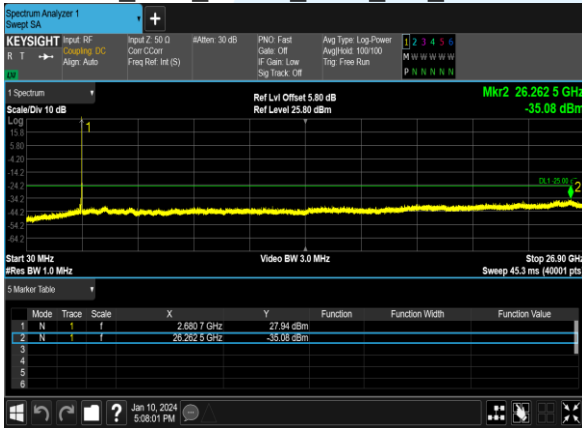 Spectrum Analyzer 1
Swept SA
+
KEYSIGHT Input: RF Input Z: 50 Ω #Atten: 30 dB PNO: Fast Avg Type: Log-Power 1 2 3 4 5 6
R T Coupling: DC Corr CCorr Gate: Off Avg|Hold: 100/100 M W W W W W
Align: Auto Freq Ref: Int (S) IF Gain: Low Trig: Free Run
LW Sig Track: Off P N N N N N
1 Spectrum Ref Lvl Offset 5.80 dB Mkr2 26.262 5 GHz
Scale/Div 10 dB Ref Level 25.80 dBm -35.08 dBm
Log
15.8
5.80
-4.20
-14.2
-24.2
-34.2
-44.2
-54.2
-64.2
1
DL1 -25.00
2
Start 30 MHz Video BW 3.0 MHz Stop 26.90 GHz
#Res BW 1.0 MHz Sweep 45.3 ms (40001 pts)
5 Marker Table
Mode Trace Scale X Y Function Function Width Function Value
1 N 1 f 2.680 7 GHz 27.94 dBm
2 N 1 f 26.262 5 GHz -35.08 dBm
3
4
5
6
? Jan 10, 2024
5:08:01 PM